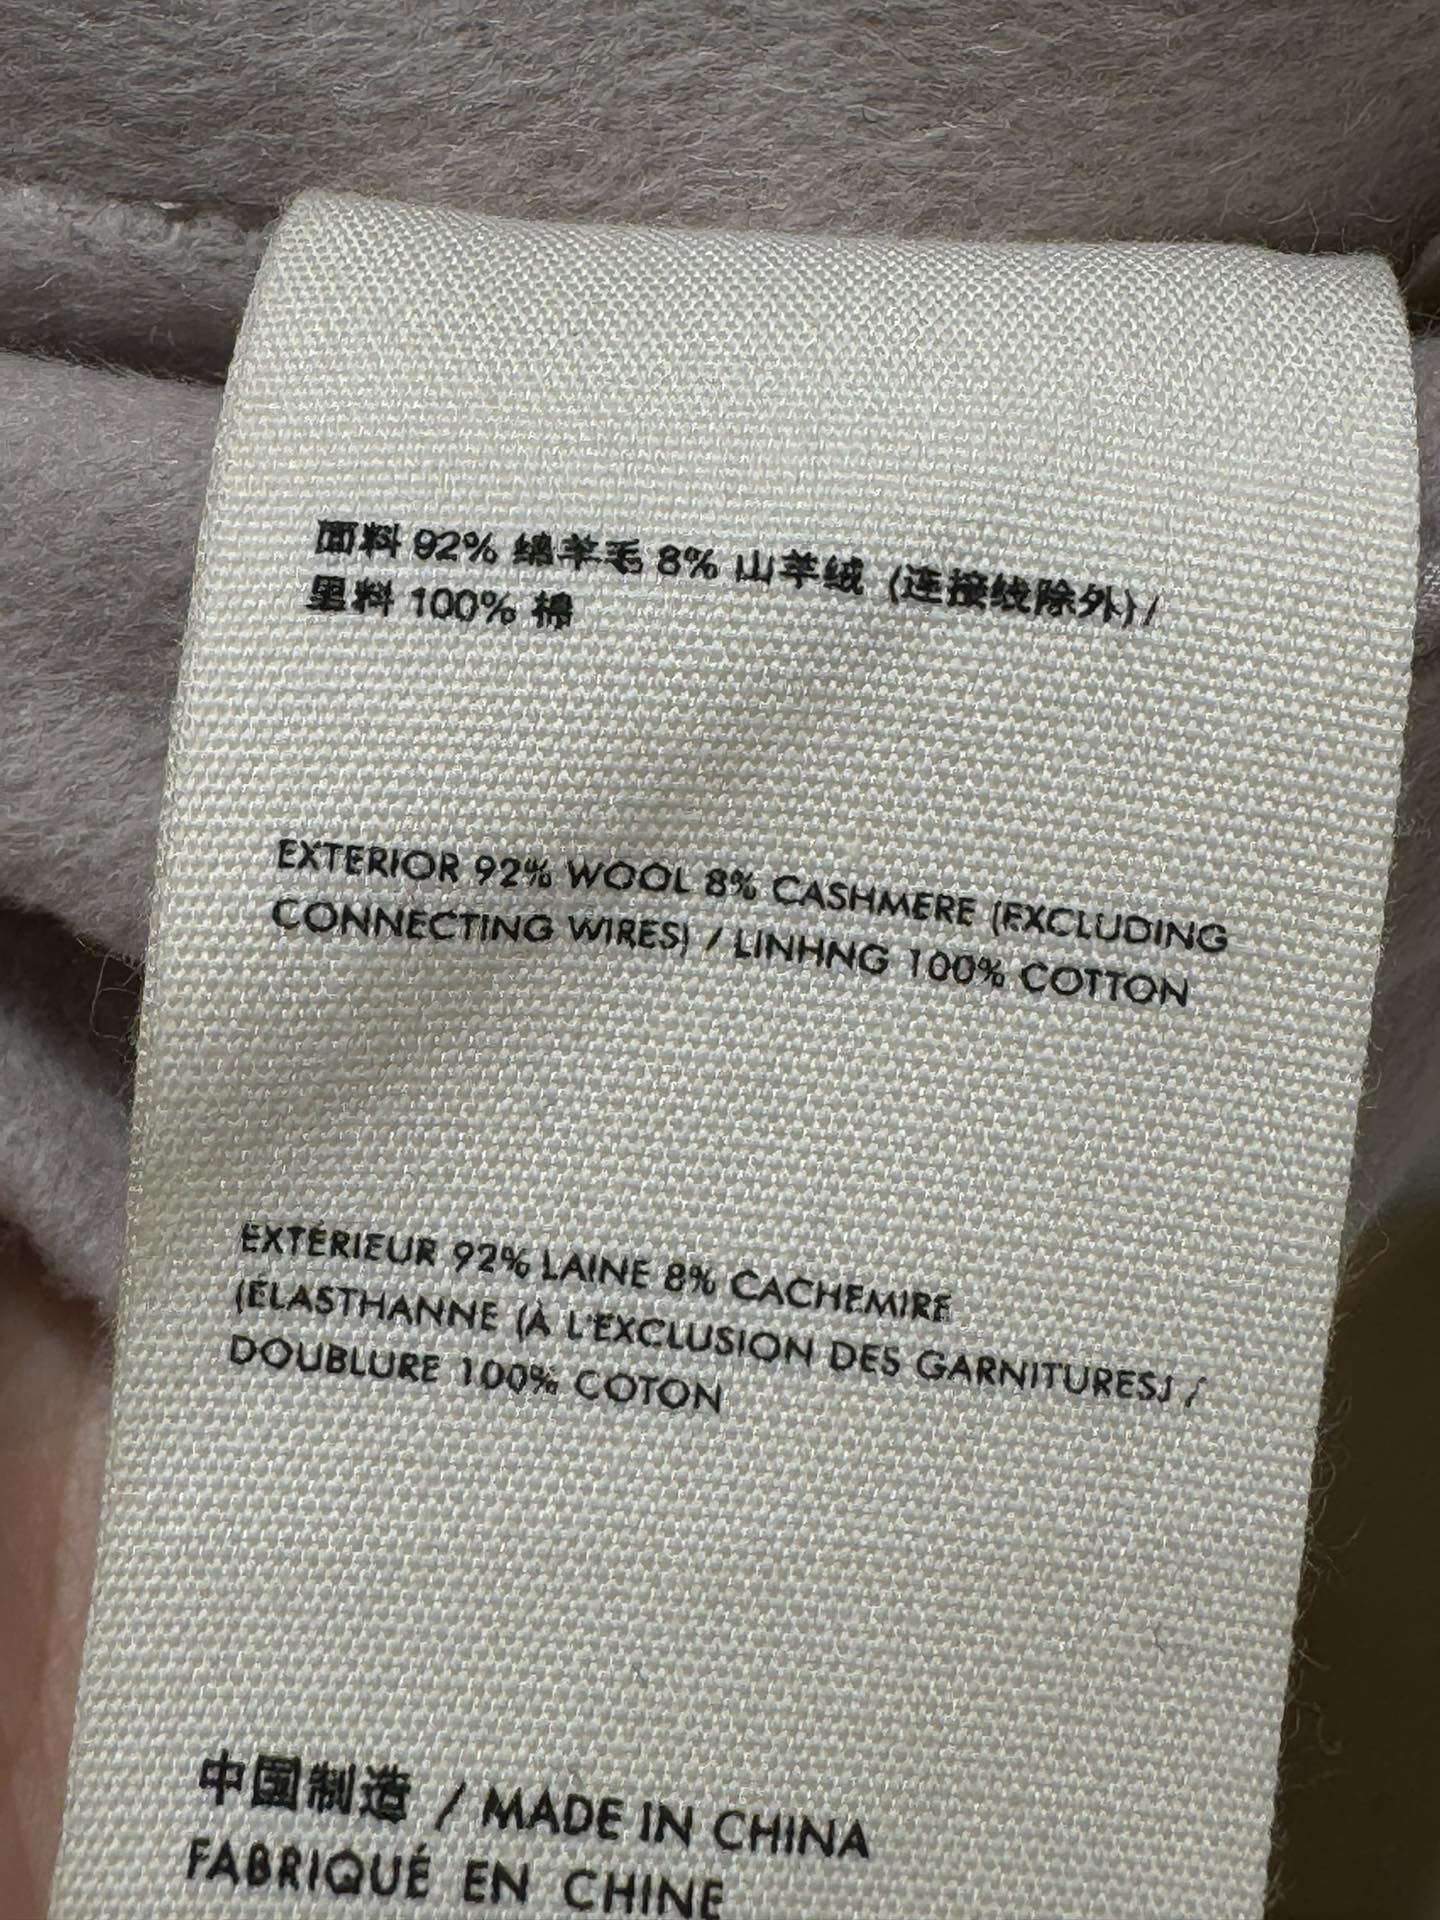 面料 92% 绵羊毛 8% 山羊绒 (连接线除外)/
里料 100% 棉
EXTERIOR 92% WOOL 8% CASHMERE (EXCLUDING
CONNECTING WIRES) / LINHNG 100% COTTON
EXTÉRIEUR 92% LAINE 8% CACHEMIRE
(ÉLASTHANNE (À L'EXCLUSION DES GARNITURES) /
DOUBLURE 100% COTON
中国制造 / MADE IN CHINA
FABRIQUÉ EN CHINE